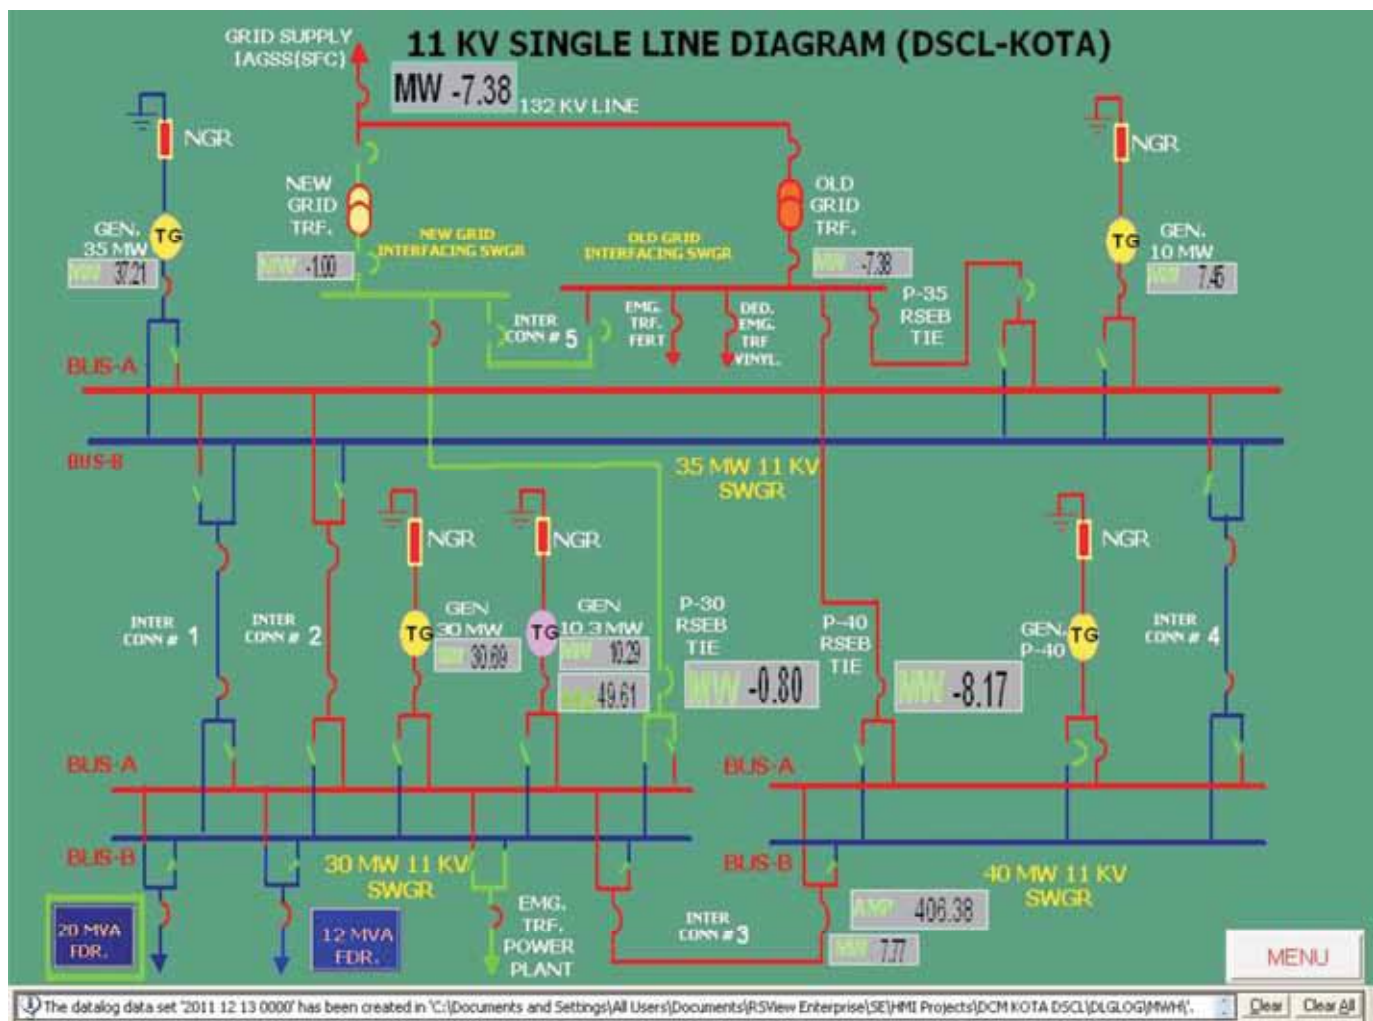 11 KV SINGLE LINE DIAGRAM (DSCL-KOTA)
GRID SUPPLY
IAGSS(SFC)
MW -7.38
132 KV LINE
NGR
NGR
NEW
GRID
TRF.
OLD
GRID
TRF.
GEN.
35 MW
TG
MW 37.21
NEW GRID
INTERFACING SWGR
OLD GRID
INTERFACING SWGR
MW -1.00
MW -7.38
TG
GEN.
10 MW
MW 7.45
INTER
CONN # 5
EMG.
TRF.
FERT
DED.
EMG.
TRF
VINYL.
P-35
RSEB
TIE
BUS-A
BUS-B
35 MW 11 KV
SWGR
NGR
NGR
NGR
INTER
CONN # 1
INTER
CONN # 2
TG
GEN
30 MW
MW 30.69
TG
GEN
10.3 MW
MW 10.29
49.61
P-30
RSEB
TIE
MW -0.80
P-40
RSEB
TIE
MW -8.17
GEN.
P-40
TG
INTER
CONN # 4
BUS-A
BUS-A
BUS-B
BUS-B
30 MW 11 KV
SWGR
40 MW 11 KV
SWGR
20 MVA
FDR.
12 MVA
FDR.
EMG.
TRF.
POWER
PLANT
INTER
CONN #3
AMP 406.38
MW 7.77
MENU
The datalog data set '2011 12 13 0000' has been created in 'C:\Documents and Settings\All Users\Documents\RSView Enterprise\SE\HMI Projects\DCM KOTA DSCL\DLGLOG\MWH\'.
Clear
Clear All